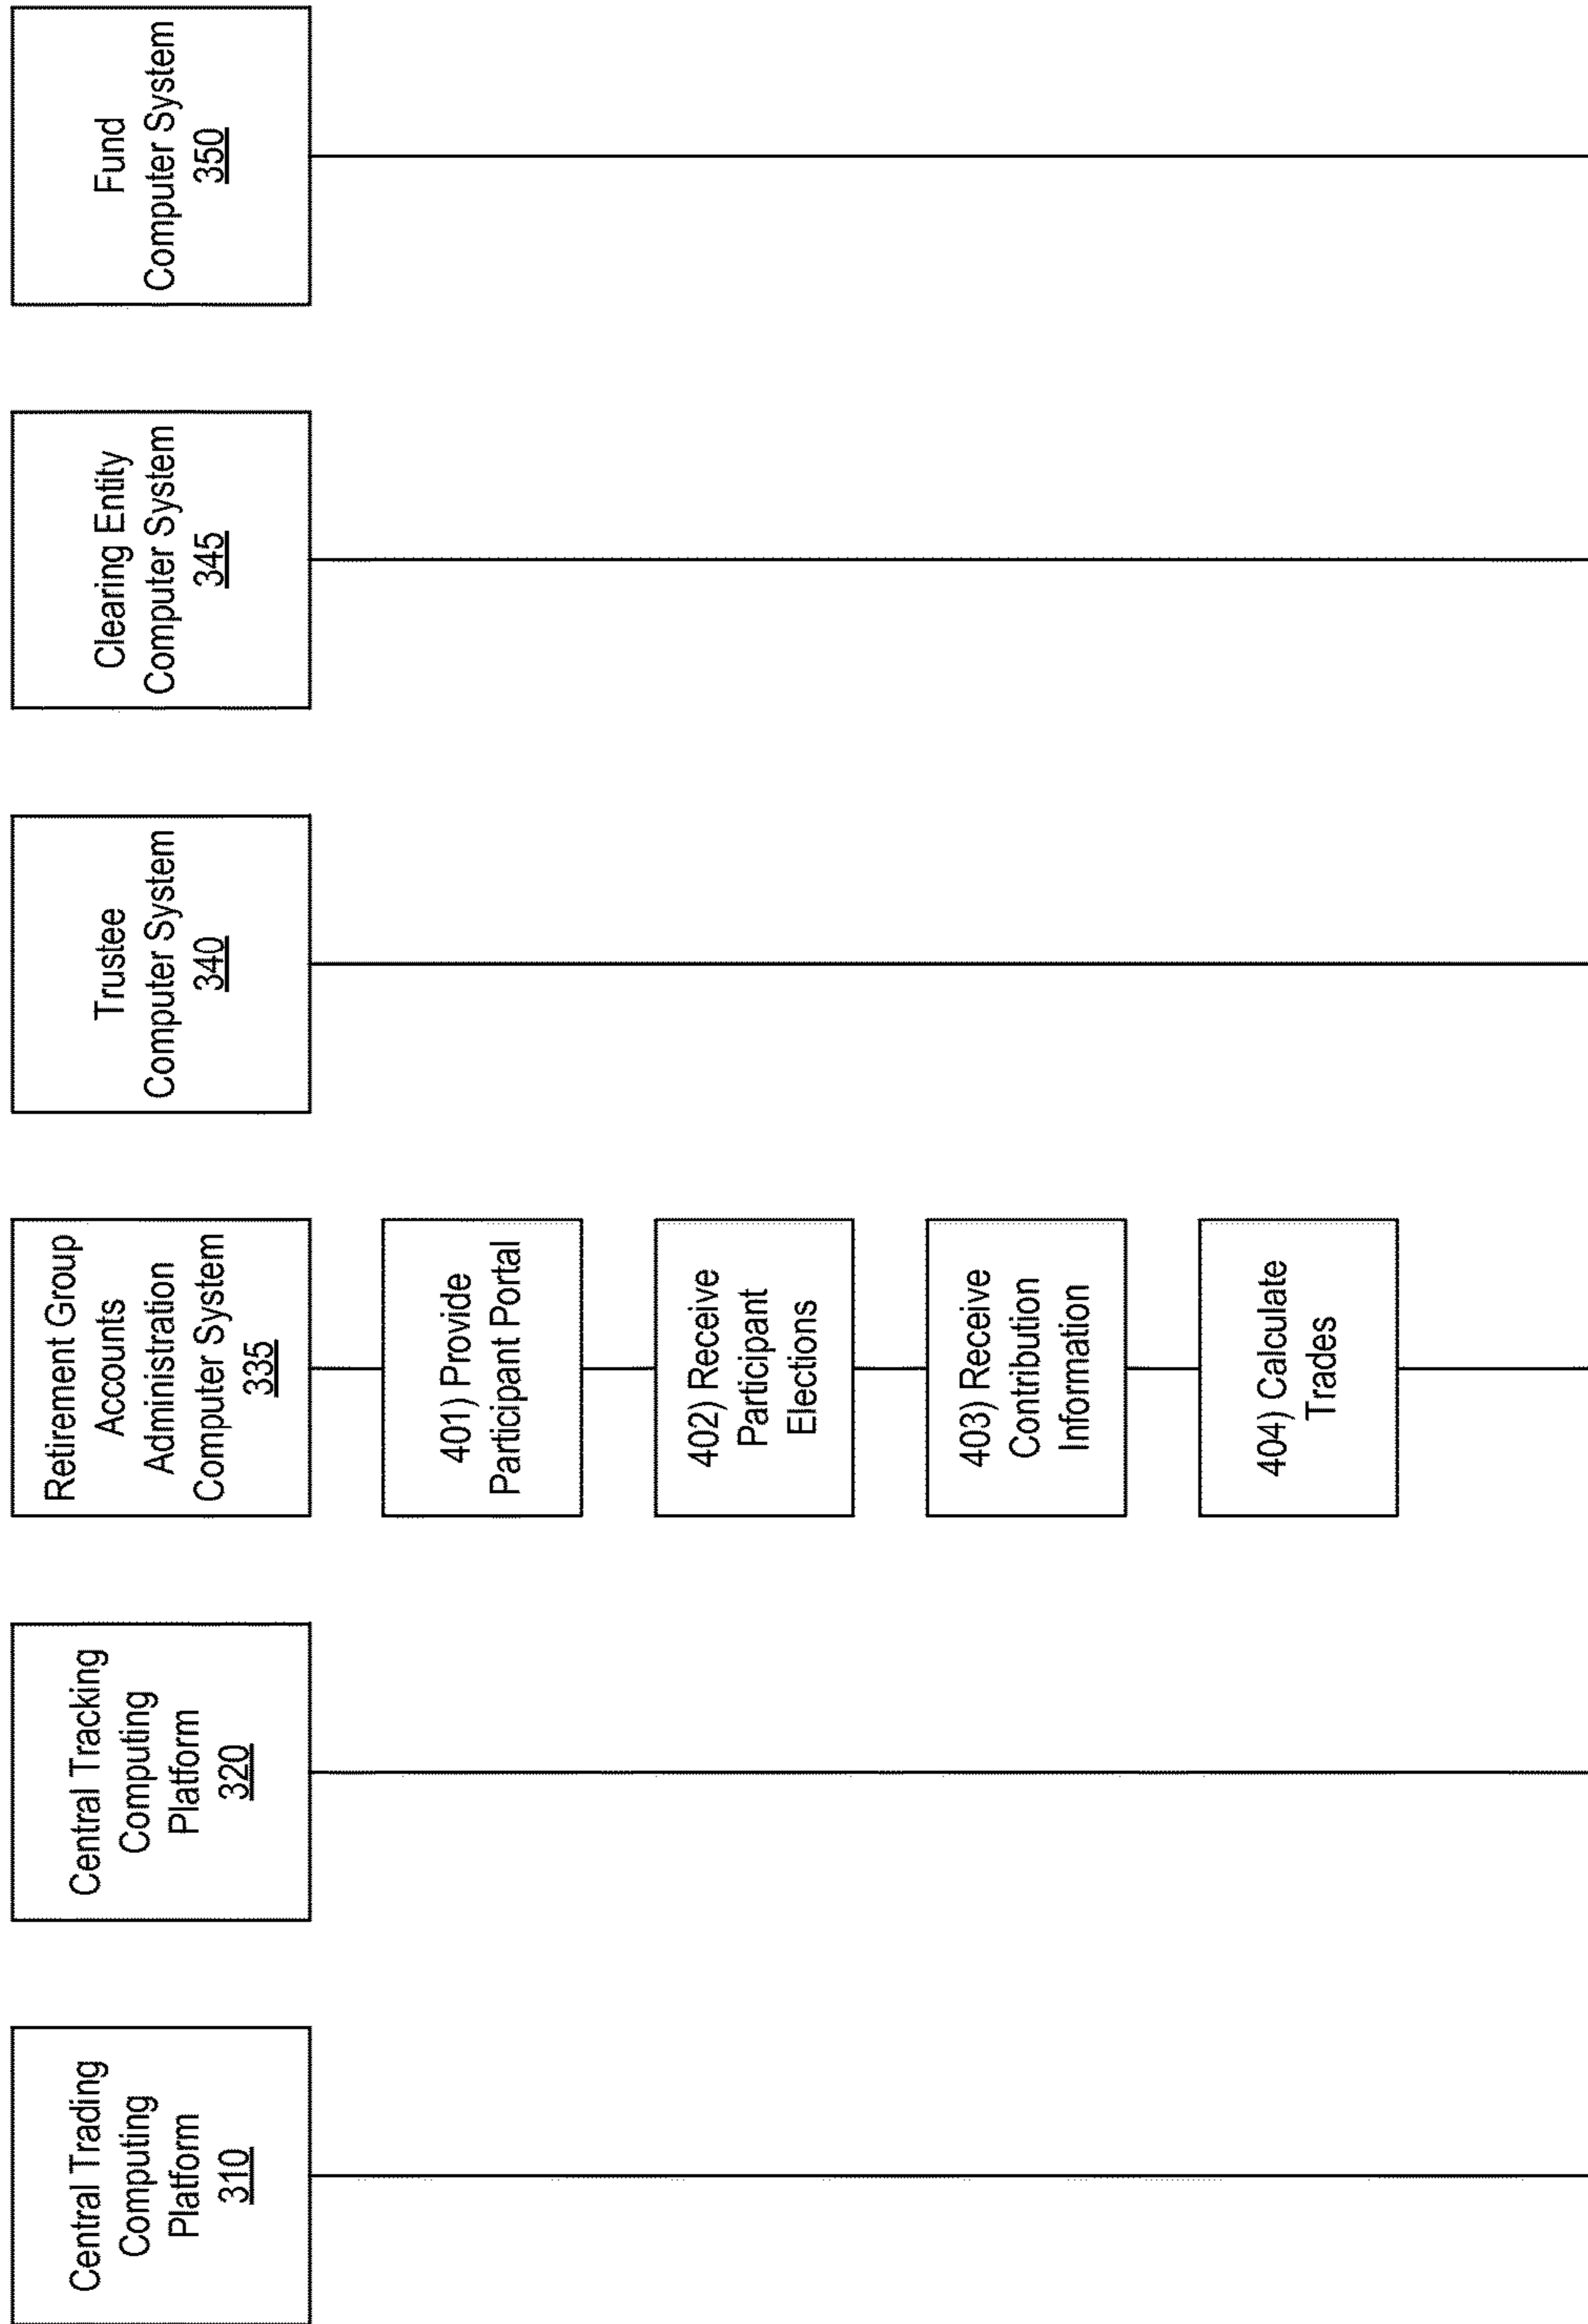 Central Trading
Computing
Platform
310
Central Tracking
Computing
Platform
320
Retirement Group
Accounts
Administration
Computer System
335
Trustee
Computer System
340
Clearing Entity
Computer System
345
Fund
Computer System
350
401) Provide
Participant Portal
402) Receive
Participant
Elections
403) Receive
Contribution
Information
404) Calculate
Trades